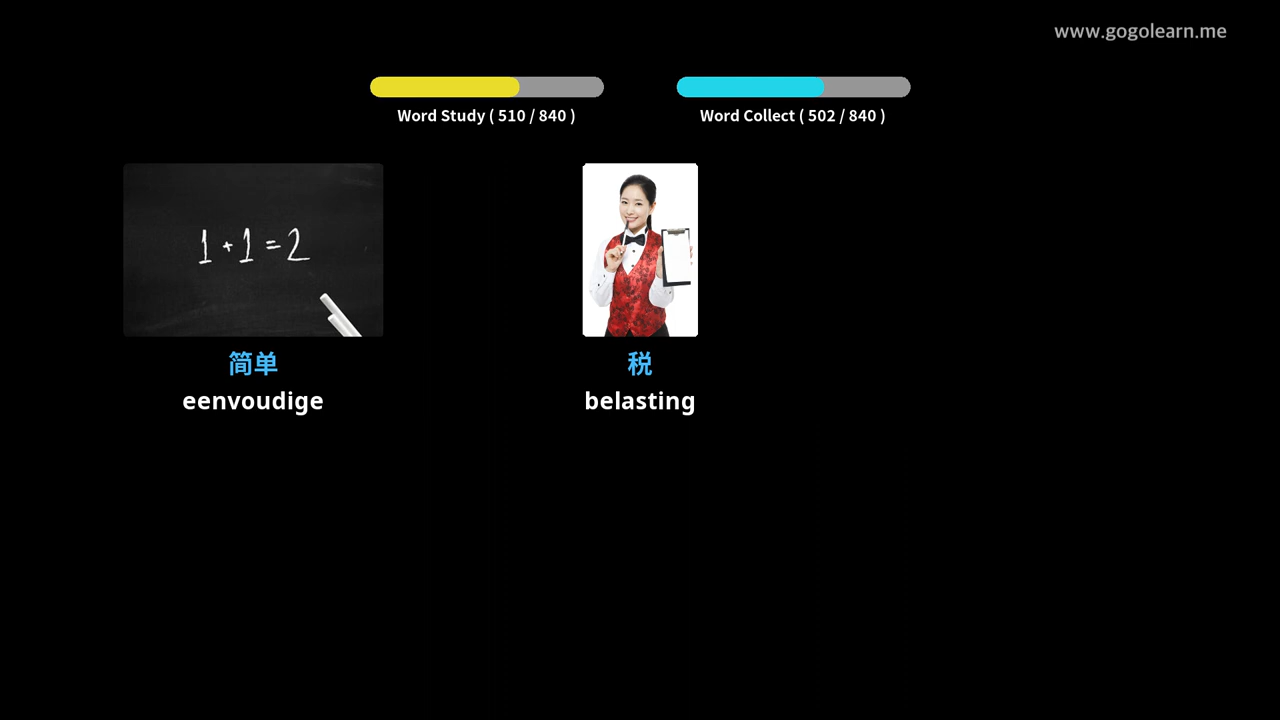 www.gogolearn.me
Word Study ( 510 / 840 )
Word Collect ( 502 / 840 )
1 + 1 = 2
简单
eenvoudige
税
belasting